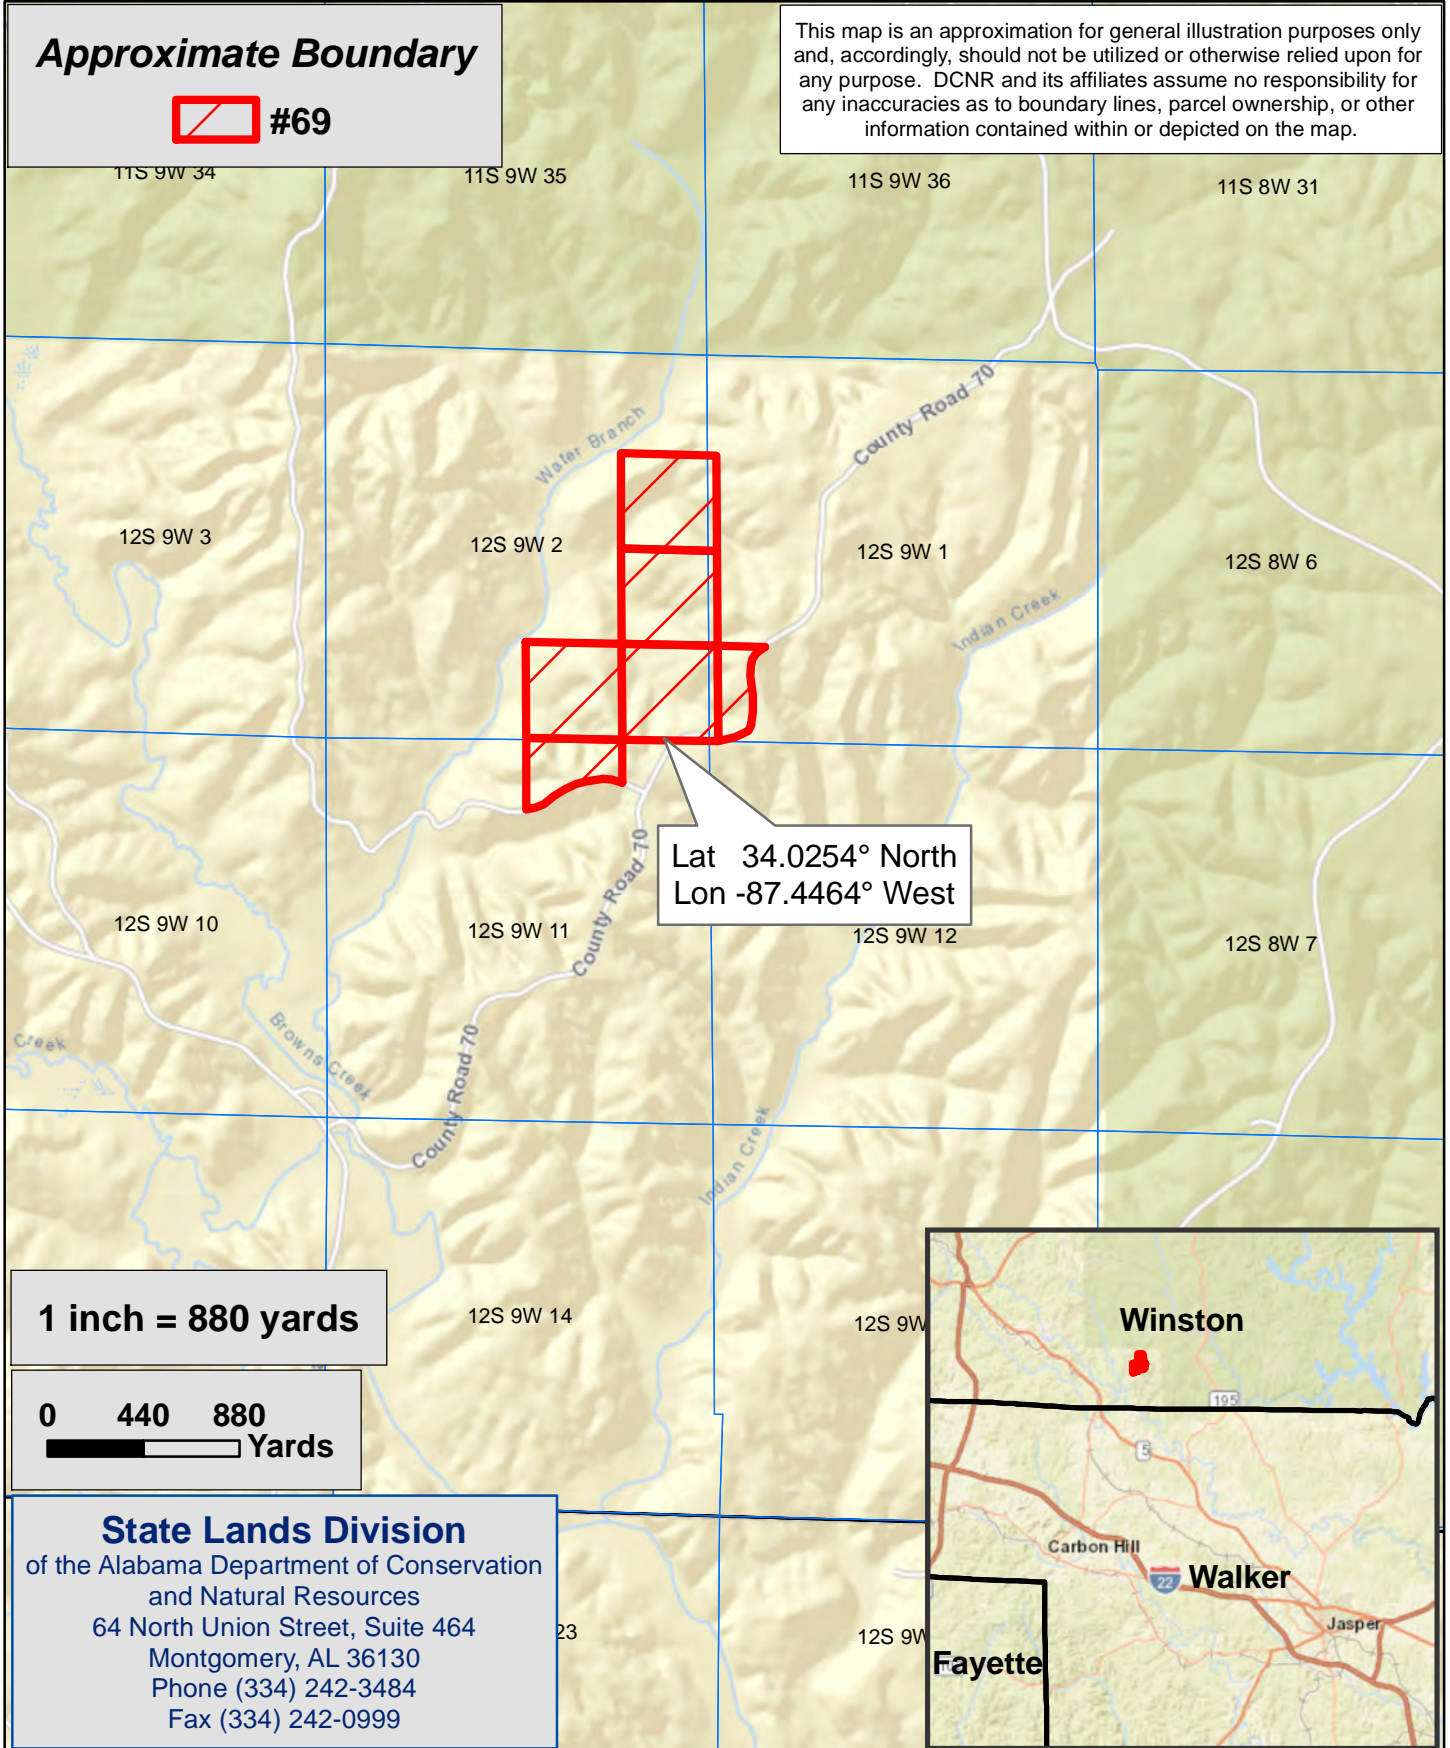 Approximate Boundary
#69
This map is an approximation for general illustration purposes only
and, accordingly, should not be utilized or otherwise relied upon for
any purpose. DCNR and its affiliates assume no responsibility for
any inaccuracies as to boundary lines, parcel ownership, or other
information contained within or depicted on the map.
11S 9W 34
11S 9W 35
11S 9W 36
11S 8W 31
County Road 70
Water Branch
12S 9W 3
12S 9W 2
12S 9W 1
12S 8W 6
Indian Creek
Lat 34.0254° North
Lon -87.4464° West
County Road 70
12S 9W 10
12S 9W 11
12S 9W 12
12S 8W 7
Creek
Browns Creek
County Road 70
Indian Creek
1 inch = 880 yards
12S 9W 14
12S 9W
0 440 880
Yards
State Lands Division
of the Alabama Department of Conservation
and Natural Resources
64 North Union Street, Suite 464
Montgomery, AL 36130
Phone (334) 242-3484
Fax (334) 242-0999
23
12S 9W
Winston
195
5
Carbon Hill
22
Walker
Jasper
Fayette